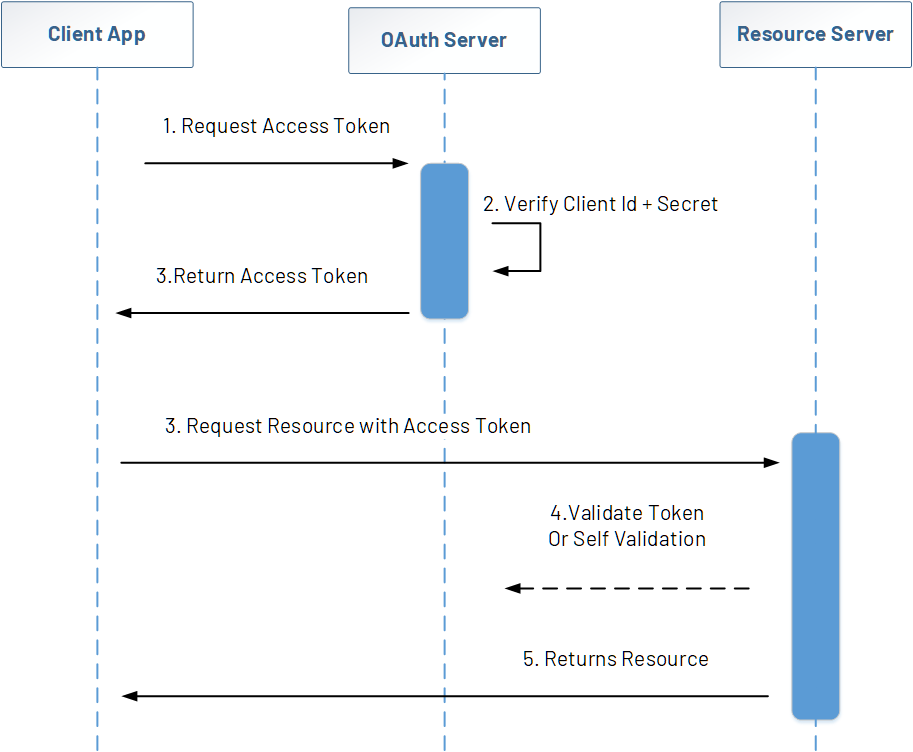 Client App
OAuth Server
Resource Server
1. Request Access Token
2. Verify Client Id + Secret
3.Return Access Token
3. Request Resource with Access Token
4.Validate Token
Or Self Validation
5. Returns Resource